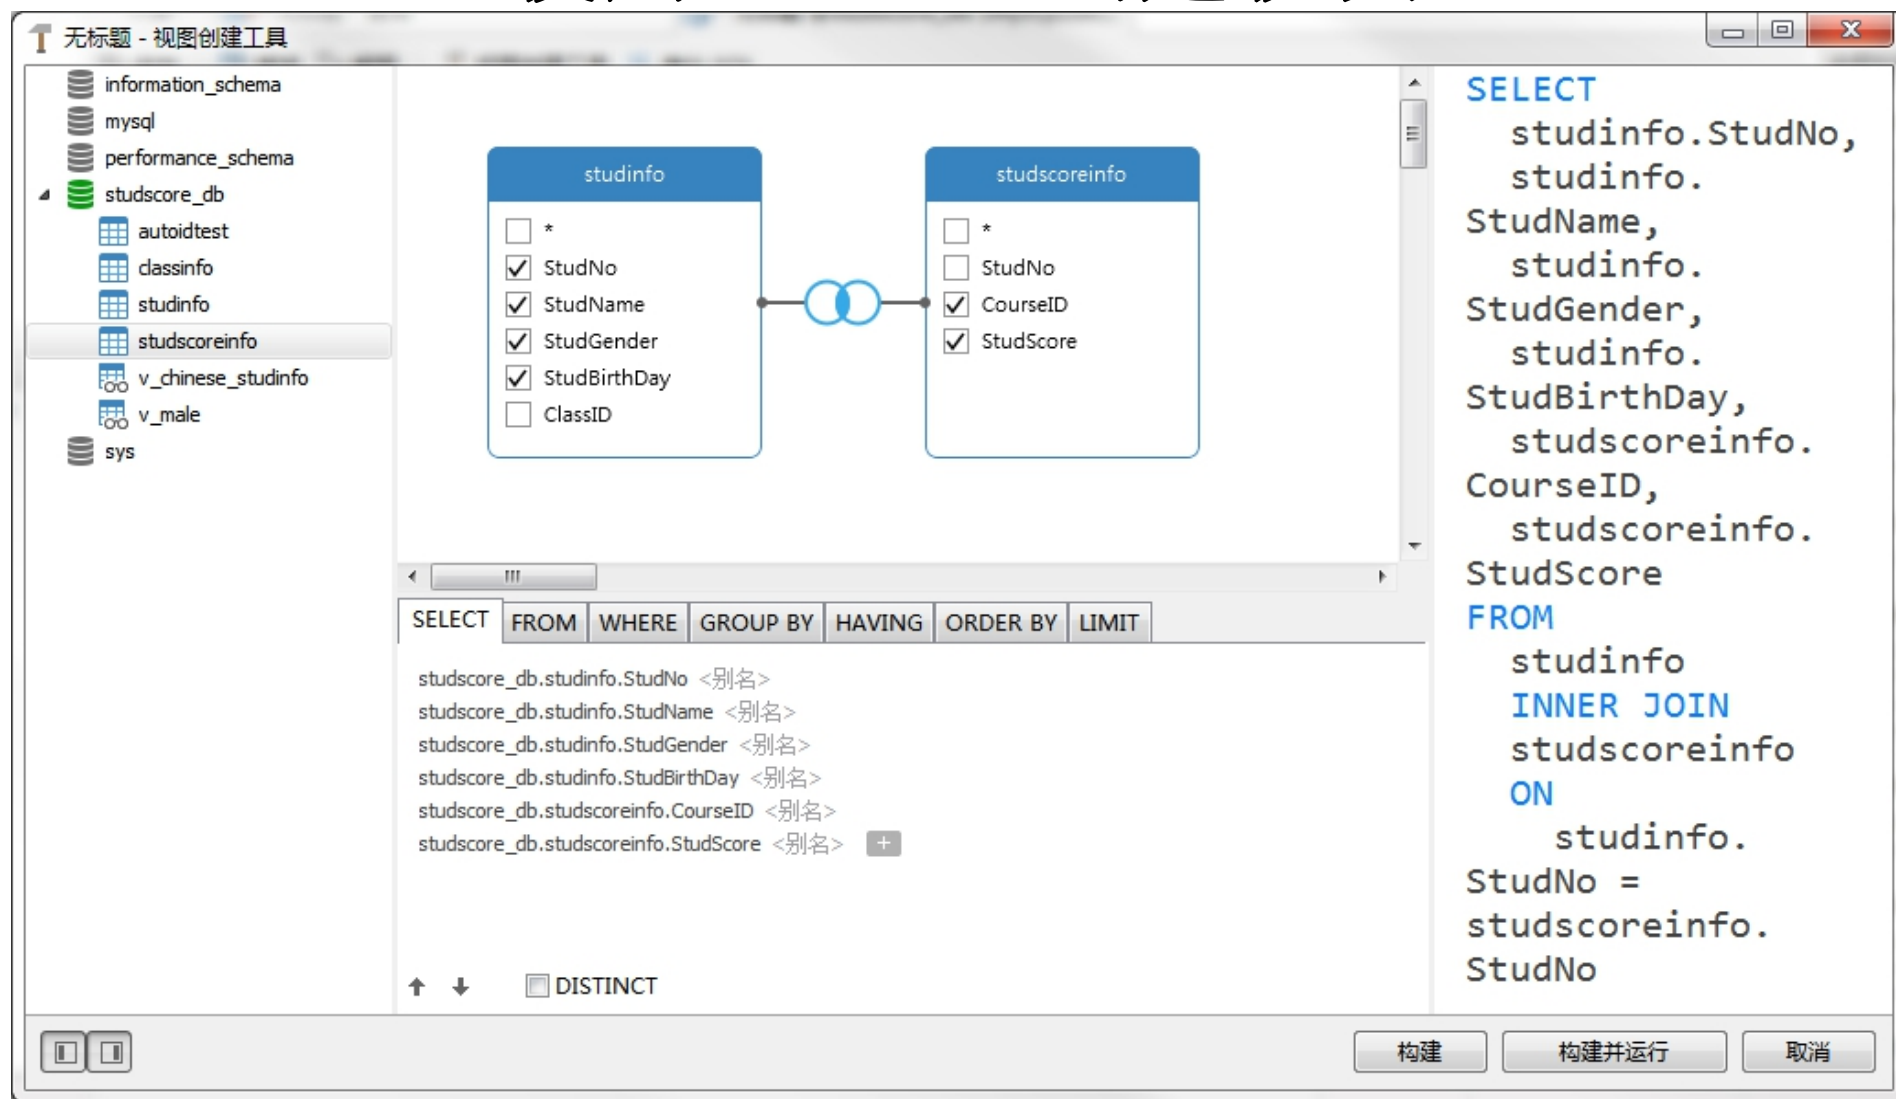 无标题 - 视图创建工具
information_schema
mysql
performance_schema
studscore_db
autoidtest
classinfo
studinfo
studscoreinfo
v_chinese_studinfo
v_male
sys
studinfo
*
StudNo
StudName
StudGender
StudBirthDay
ClassID
studscoreinfo
*
StudNo
CourseID
StudScore
SELECT FROM WHERE GROUP BY HAVING ORDER BY LIMIT
studscore_db.studinfo.StudNo <别名>
studscore_db.studinfo.StudName <别名>
studscore_db.studinfo.StudGender <别名>
studscore_db.studinfo.StudBirthDay <别名>
studscore_db.studscoreinfo.CourseID <别名>
studscore_db.studscoreinfo.StudScore <别名>
DISTINCT
SELECT
studinfo.StudNo,
studinfo.
StudName,
studinfo.
StudGender,
studinfo.
StudBirthDay,
studscoreinfo.
CourseID,
studscoreinfo.
StudScore
FROM
studinfo
INNER JOIN
studscoreinfo
ON
studinfo.
StudNo =
studscoreinfo.
StudNo
构建 构建并运行 取消